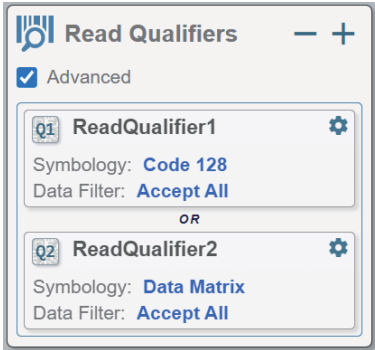 Read Qualifiers
Advanced
Q1 ReadQualifier1
Symbology: Code 128
Data Filter: Accept All
OR
Q2 ReadQualifier2
Symbology: Data Matrix
Data Filter: Accept All